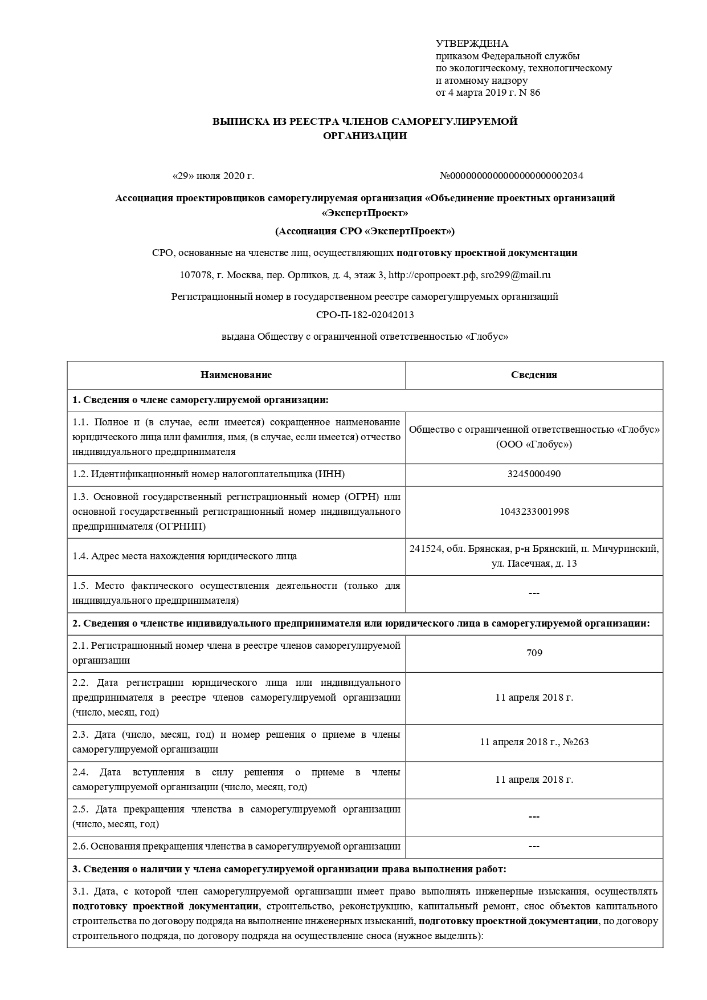 УТВЕРЖДЕНА
приказом Федеральной службы
по экологическому, технологическому
и атомному надзору
от 4 марта 2019 г. N 86
ВЫПИСКА ИЗ РЕЕСТРА ЧЛЕНОВ САМОРЕГУЛИРУЕМОЙ
ОРГАНИЗАЦИИ
«29» июля 2020 г. №0000000000000000000002034
Ассоциация проектировщиков саморегулируемая организация «Объединение проектных организаций
«ЭкспертПроект»
(Ассоциация СРО «ЭкспертПроект»)
СРО, основанные на членстве лиц, осуществляющих подготовку проектной документации
107078, г. Москва, пер. Орликов, д. 4, этаж 3, http://сропроект.рф, sro299@mail.ru
Регистрационный номер в государственном реестре саморегулируемых организаций
СРО-П-182-02042013
выдана Обществу с ограниченной ответственностью «Глобус»
Наименование Сведения
1. Сведения о члене саморегулируемой организации:
1.1. Полное и (в случае, если имеется) сокращенное наименование
юридического лица или фамилия, имя, (в случае, если имеется) отчество
индивидуального предпринимателя
Общество с ограниченной ответственностью «Глобус»
(ООО «Глобус»)
1.2. Идентификационный номер налогоплательщика (ИНН) 3245000490
1.3. Основной государственный регистрационный номер (ОГРН) или
основной государственный регистрационный номер индивидуального
предпринимателя (ОГРНИП)
1043233001998
1.4. Адрес места нахождения юридического лица
241524, обл. Брянская, р-н Брянский, п. Мичуринский,
ул. Пасечная, д. 13
1.5. Место фактического осуществления деятельности (только для
индивидуального предпринимателя)
---
2. Сведения о членстве индивидуального предпринимателя или юридического лица в саморегулируемой организации:
2.1. Регистрационный номер члена в реестре членов саморегулируемой
организации
709
2.2. Дата регистрации юридического лица или индивидуального
предпринимателя в реестре членов саморегулируемой организации
(число, месяц, год)
11 апреля 2018 г.
2.3. Дата (число, месяц, год) и номер решения о приеме в члены
саморегулируемой организации
11 апреля 2018 г., №263
2.4. Дата вступления в силу решения о приеме в члены
саморегулируемой организации (число, месяц, год)
11 апреля 2018 г.
2.5. Дата прекращения членства в саморегулируемой организации
(число, месяц, год)
---
2.6. Основания прекращения членства в саморегулируемой организации ---
3. Сведения о наличии у члена саморегулируемой организации права выполнения работ:
3.1. Дата, с которой член саморегулируемой организации имеет право выполнять инженерные изыскания, осуществлять
подготовку проектной документации, строительство, реконструкцию, капитальный ремонт, снос объектов капитального
строительства по договору подряда на выполнение инженерных изысканий, подготовку проектной документации, по договору
строительного подряда, по договору подряда на осуществление сноса (нужное выделить):